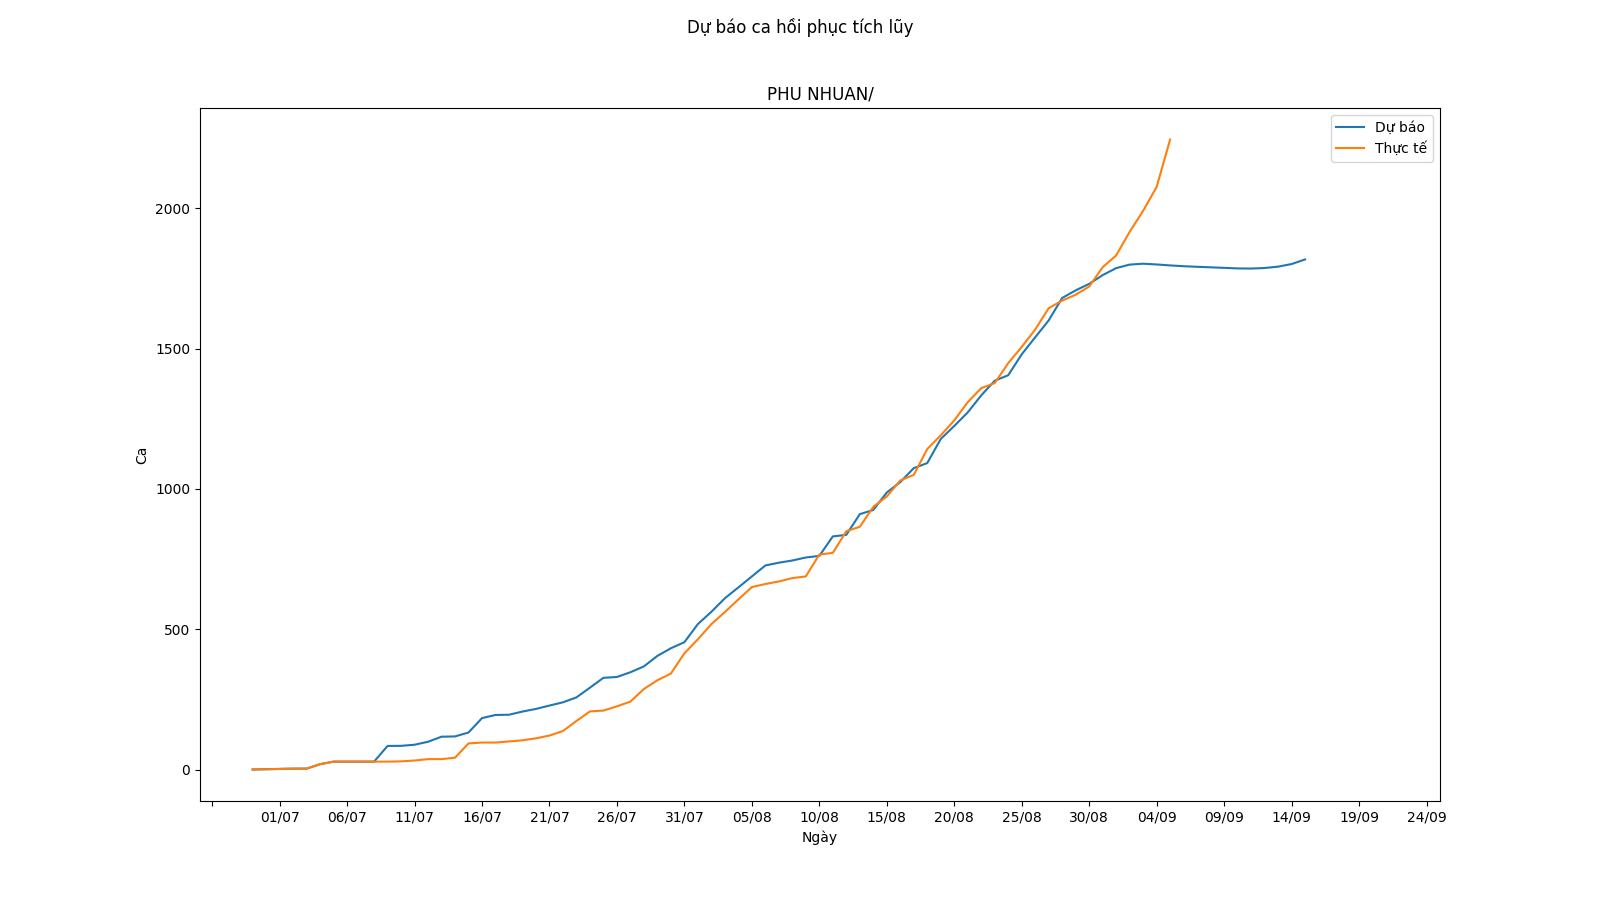 Dự báo ca hồi phục tích lũy
PHU NHUAN/
Dự báo
Thực tế
2000
1500
1000
500
0
Ca
01/07 06/07 11/07 16/07 21/07 26/07 31/07 05/08 10/08 15/08 20/08 25/08 30/08 04/09 09/09 14/09 19/09 24/09
Ngày